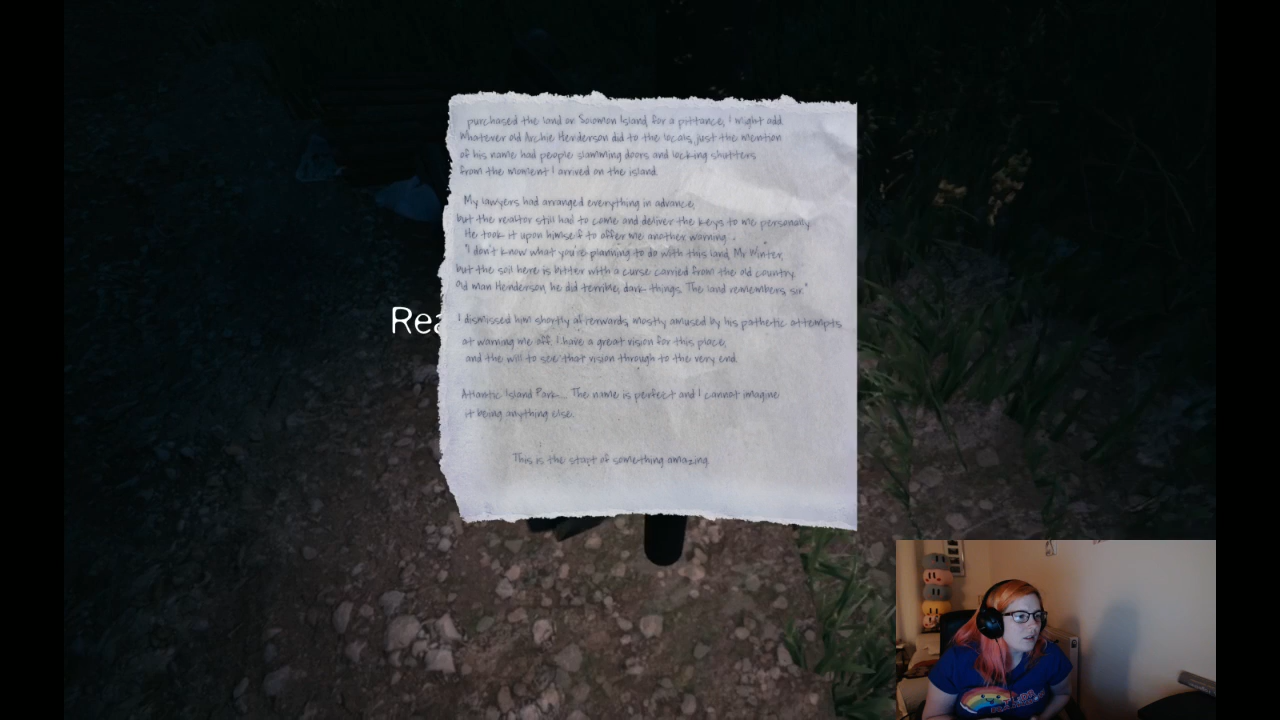 purchased the land on Solomon Island, for a pittance, I might add.
Whatever old Archie Henderson did to the locals, just the mention
of his name had people slamming doors and locking shutters
from the moment I arrived on the island.
My lawyers had arranged everything in advance,
but the realtor still had to come and deliver the keys to me personally.
He took it upon himself to offer me another warning:
"I don't know what you're planning to do with this land, Mr Winter,
but the soil here is bitter with a curse carried from the old country.
Old man Henderson, he did terrible, dark things. The land remembers, sir."
Rea
I dismissed him shortly afterwards, mostly amused by his pathetic attempts
at warning me off. I have a great vision for this place,
and the will to see that vision through to the very end.
Atlantic Island Park... The name is perfect and I cannot imagine
it being anything else.
This is the start of something amazing.